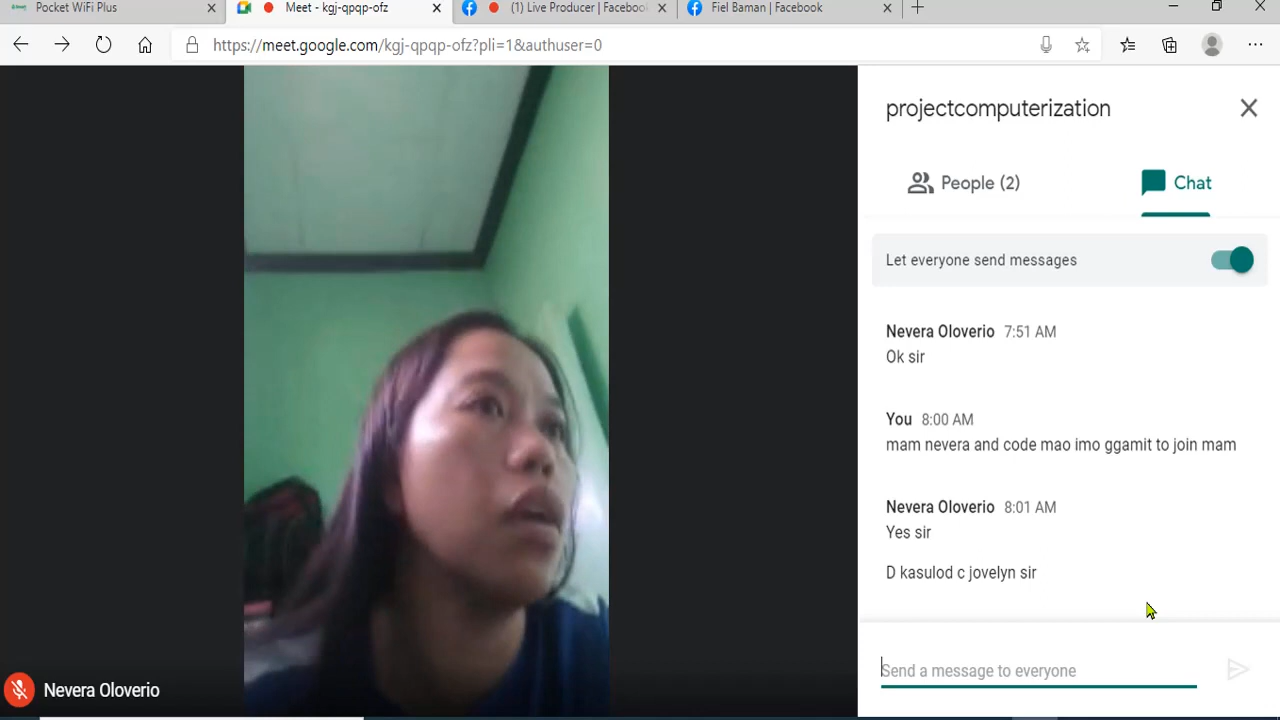 Pocket WiFi Plus
Meet - kgj-qpqp-ofz
(1) Live Producer | Facebook
Fiel Baman | Facebook
https://meet.google.com/kgj-qpqp-ofz?pli=1&authuser=0
projectcomputerization
People (2)
Chat
Let everyone send messages
Nevera Oloverio 7:51 AM
Ok sir
You 8:00 AM
mam nevera and code mao imo ggamit to join mam
Nevera Oloverio 8:01 AM
Yes sir
D kasulod c jovelyn sir
Send a message to everyone
Nevera Oloverio